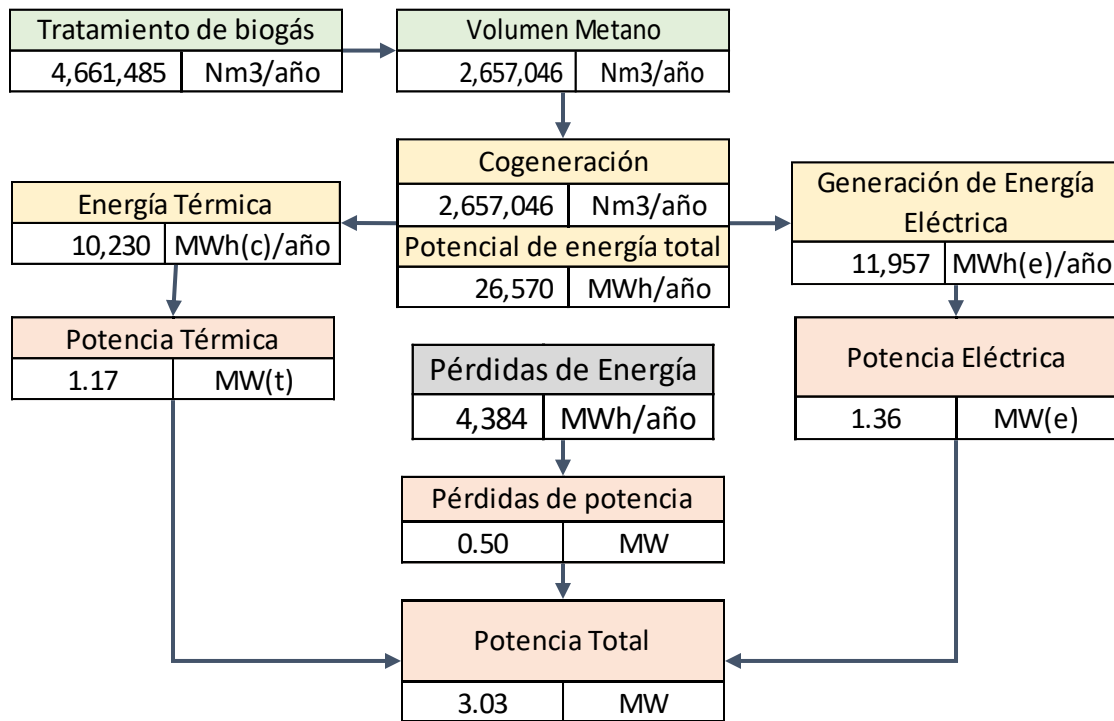 Tratamiento de biogás
4,661,485 Nm3/año
Volumen Metano
2,657,046 Nm3/año
Cogeneración
2,657,046 Nm3/año
Potencial de energía total
26,570 MWh/año
Energía Térmica
10,230 MWh(c)/año
Generación de Energía
Eléctrica
11,957 MWh(e)/año
Potencia Térmica
1.17 MW(t)
Pérdidas de Energía
4,384 MWh/año
Potencia Eléctrica
1.36 MW(e)
Pérdidas de potencia
0.50 MW
Potencia Total
3.03 MW